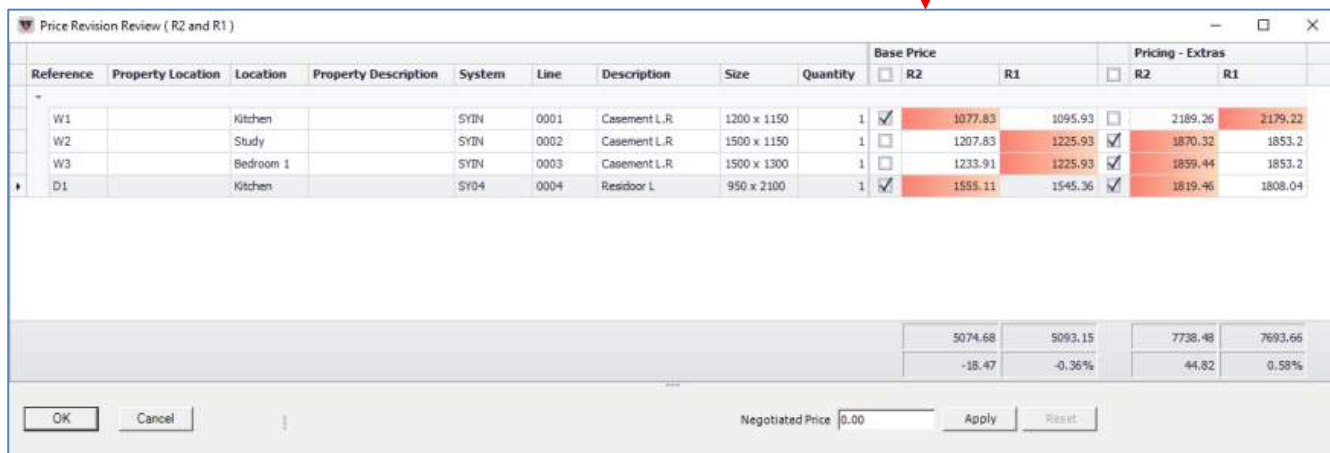 Price Revision Review ( R2 and R1 )
Base Price Pricing - Extras
Reference Property Location Location Property Description System Line Description Size Quantity R2 R1 R2 R1
W1 Kitchen SYIN 0001 Casement L.R 1200 x 1150 1 1077.83 1095.93 2189.26 2179.22
W2 Study SYIN 0002 Casement L.R 1500 x 1150 1 1207.83 1225.93 1870.32 1853.2
W3 Bedroom 1 SYIN 0003 Casement L.R 1500 x 1300 1 1233.91 1225.93 1859.44 1853.2
D1 Kitchen SY04 0004 Residoor L 950 x 2100 1 1555.11 1545.36 1819.46 1808.04
5074.68 5093.15 7738.48 7693.66
-18.47 -0.36% 44.82 0.58%
OK Cancel Negotiated Price 0.00 Apply Reset